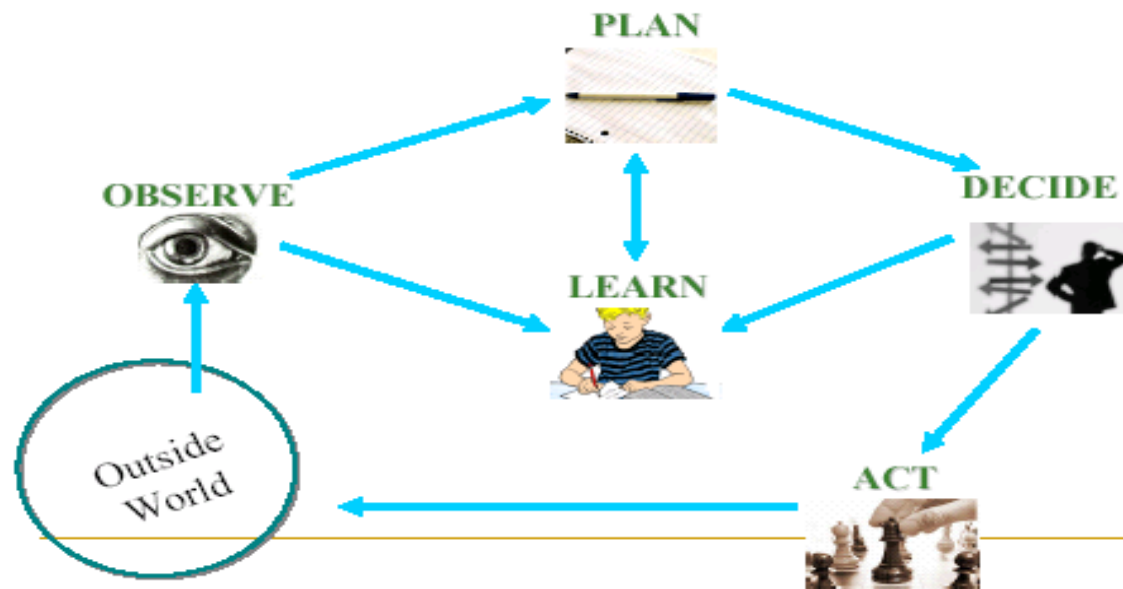 PLAN
OBSERVE
DECIDE
LEARN
Outside
World
ACT